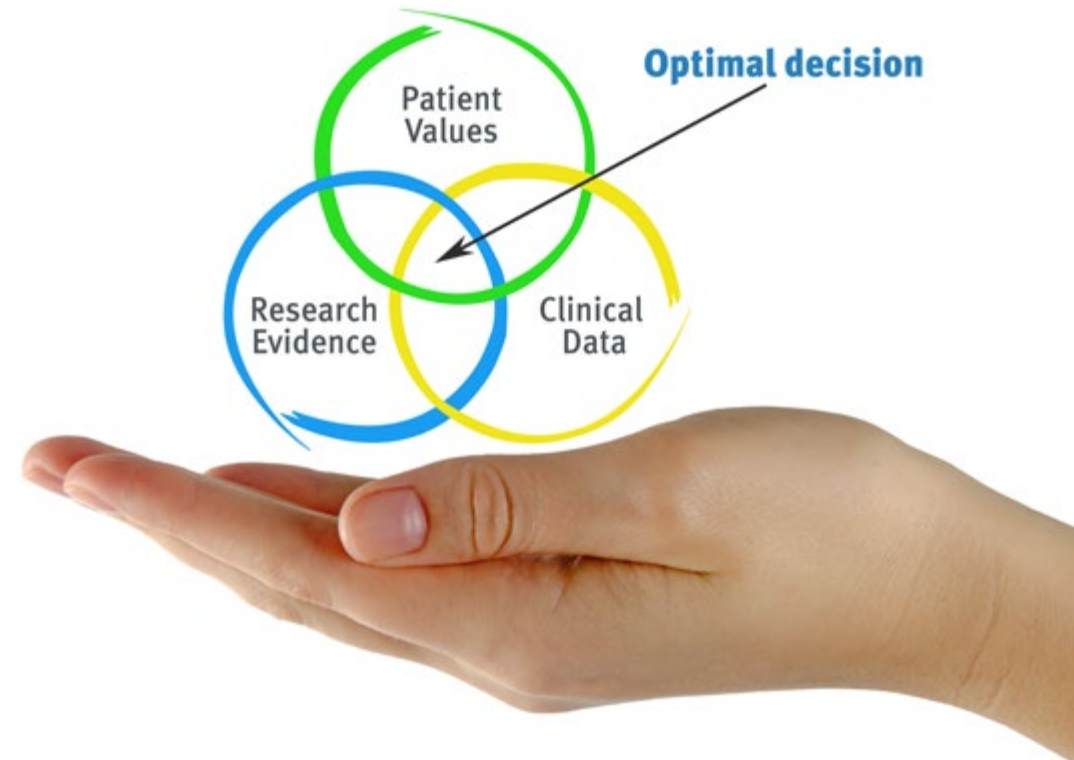 Optimal decision
Patient
Values
Research
Evidence
Clinical
Data